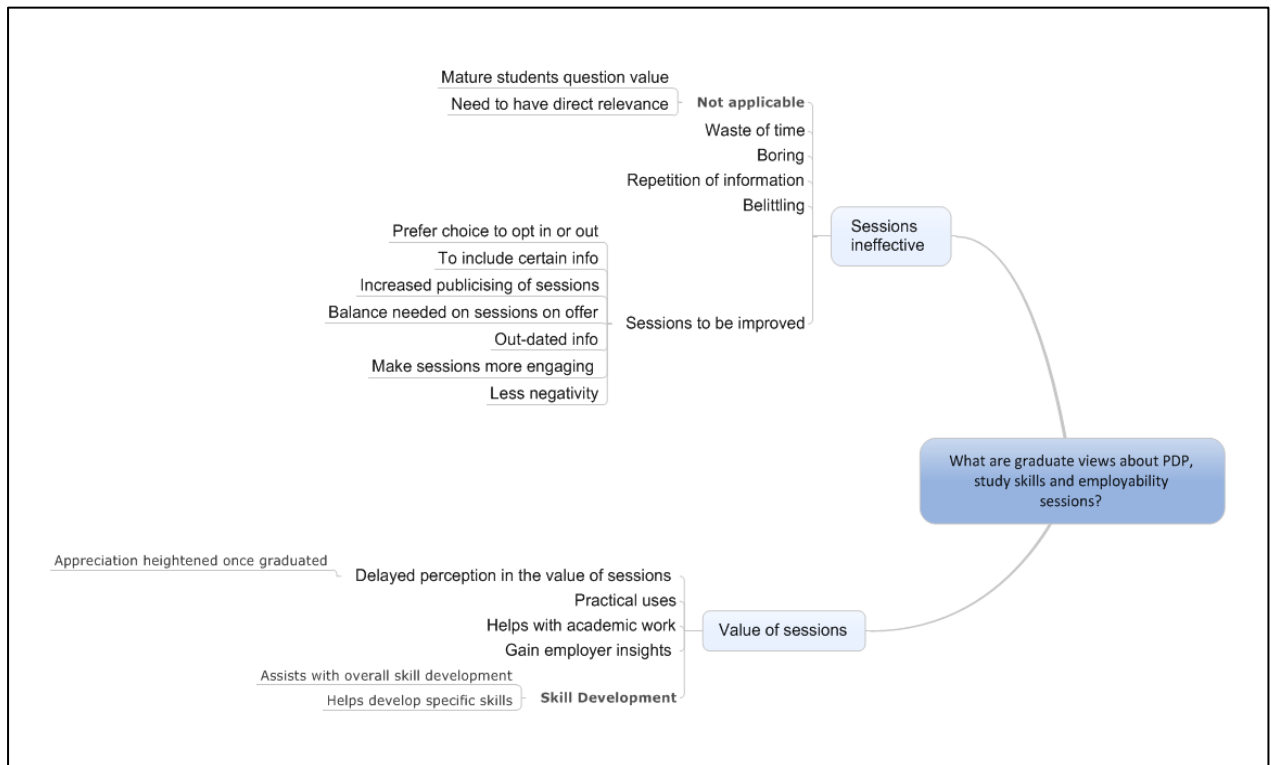 Mature students question value
Need to have direct relevance
Not applicable
Waste of time
Boring
Repetition of information
Belittling
Sessions
ineffective
Prefer choice to opt in or out
To include certain info
Increased publicising of sessions
Balance needed on sessions on offer
Out-dated info
Make sessions more engaging
Less negativity
Sessions to be improved
What are graduate views about PDP,
study skills and employability
sessions?
Appreciation heightened once graduated
Delayed perception in the value of sessions
Practical uses
Helps with academic work
Gain employer insights
Value of sessions
Assists with overall skill development
Helps develop specific skills
Skill Development